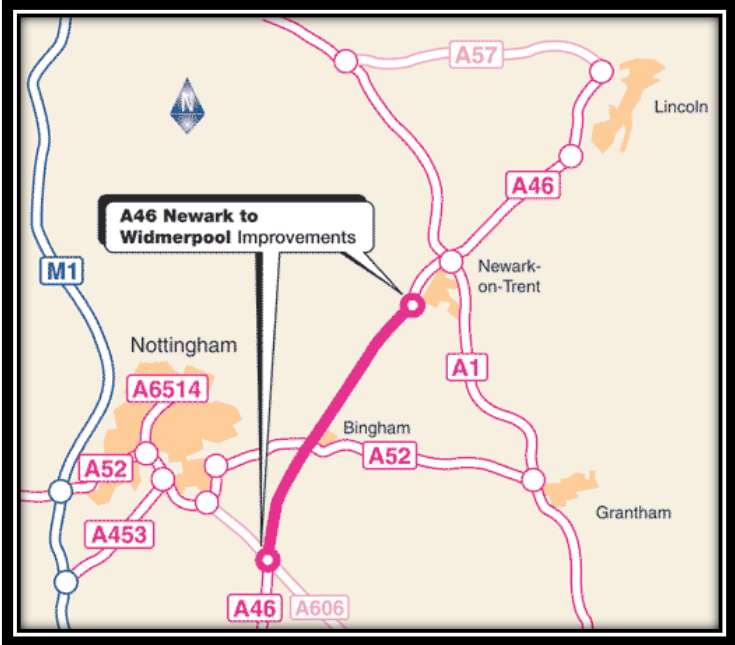 A57
Lincoln
N
A46
A46 Newark to
Widmerpool Improvements
M1
Newark-
on-Trent
Nottingham
A1
A6514
Bingham
A52
A52
Grantham
A453
A46
A606